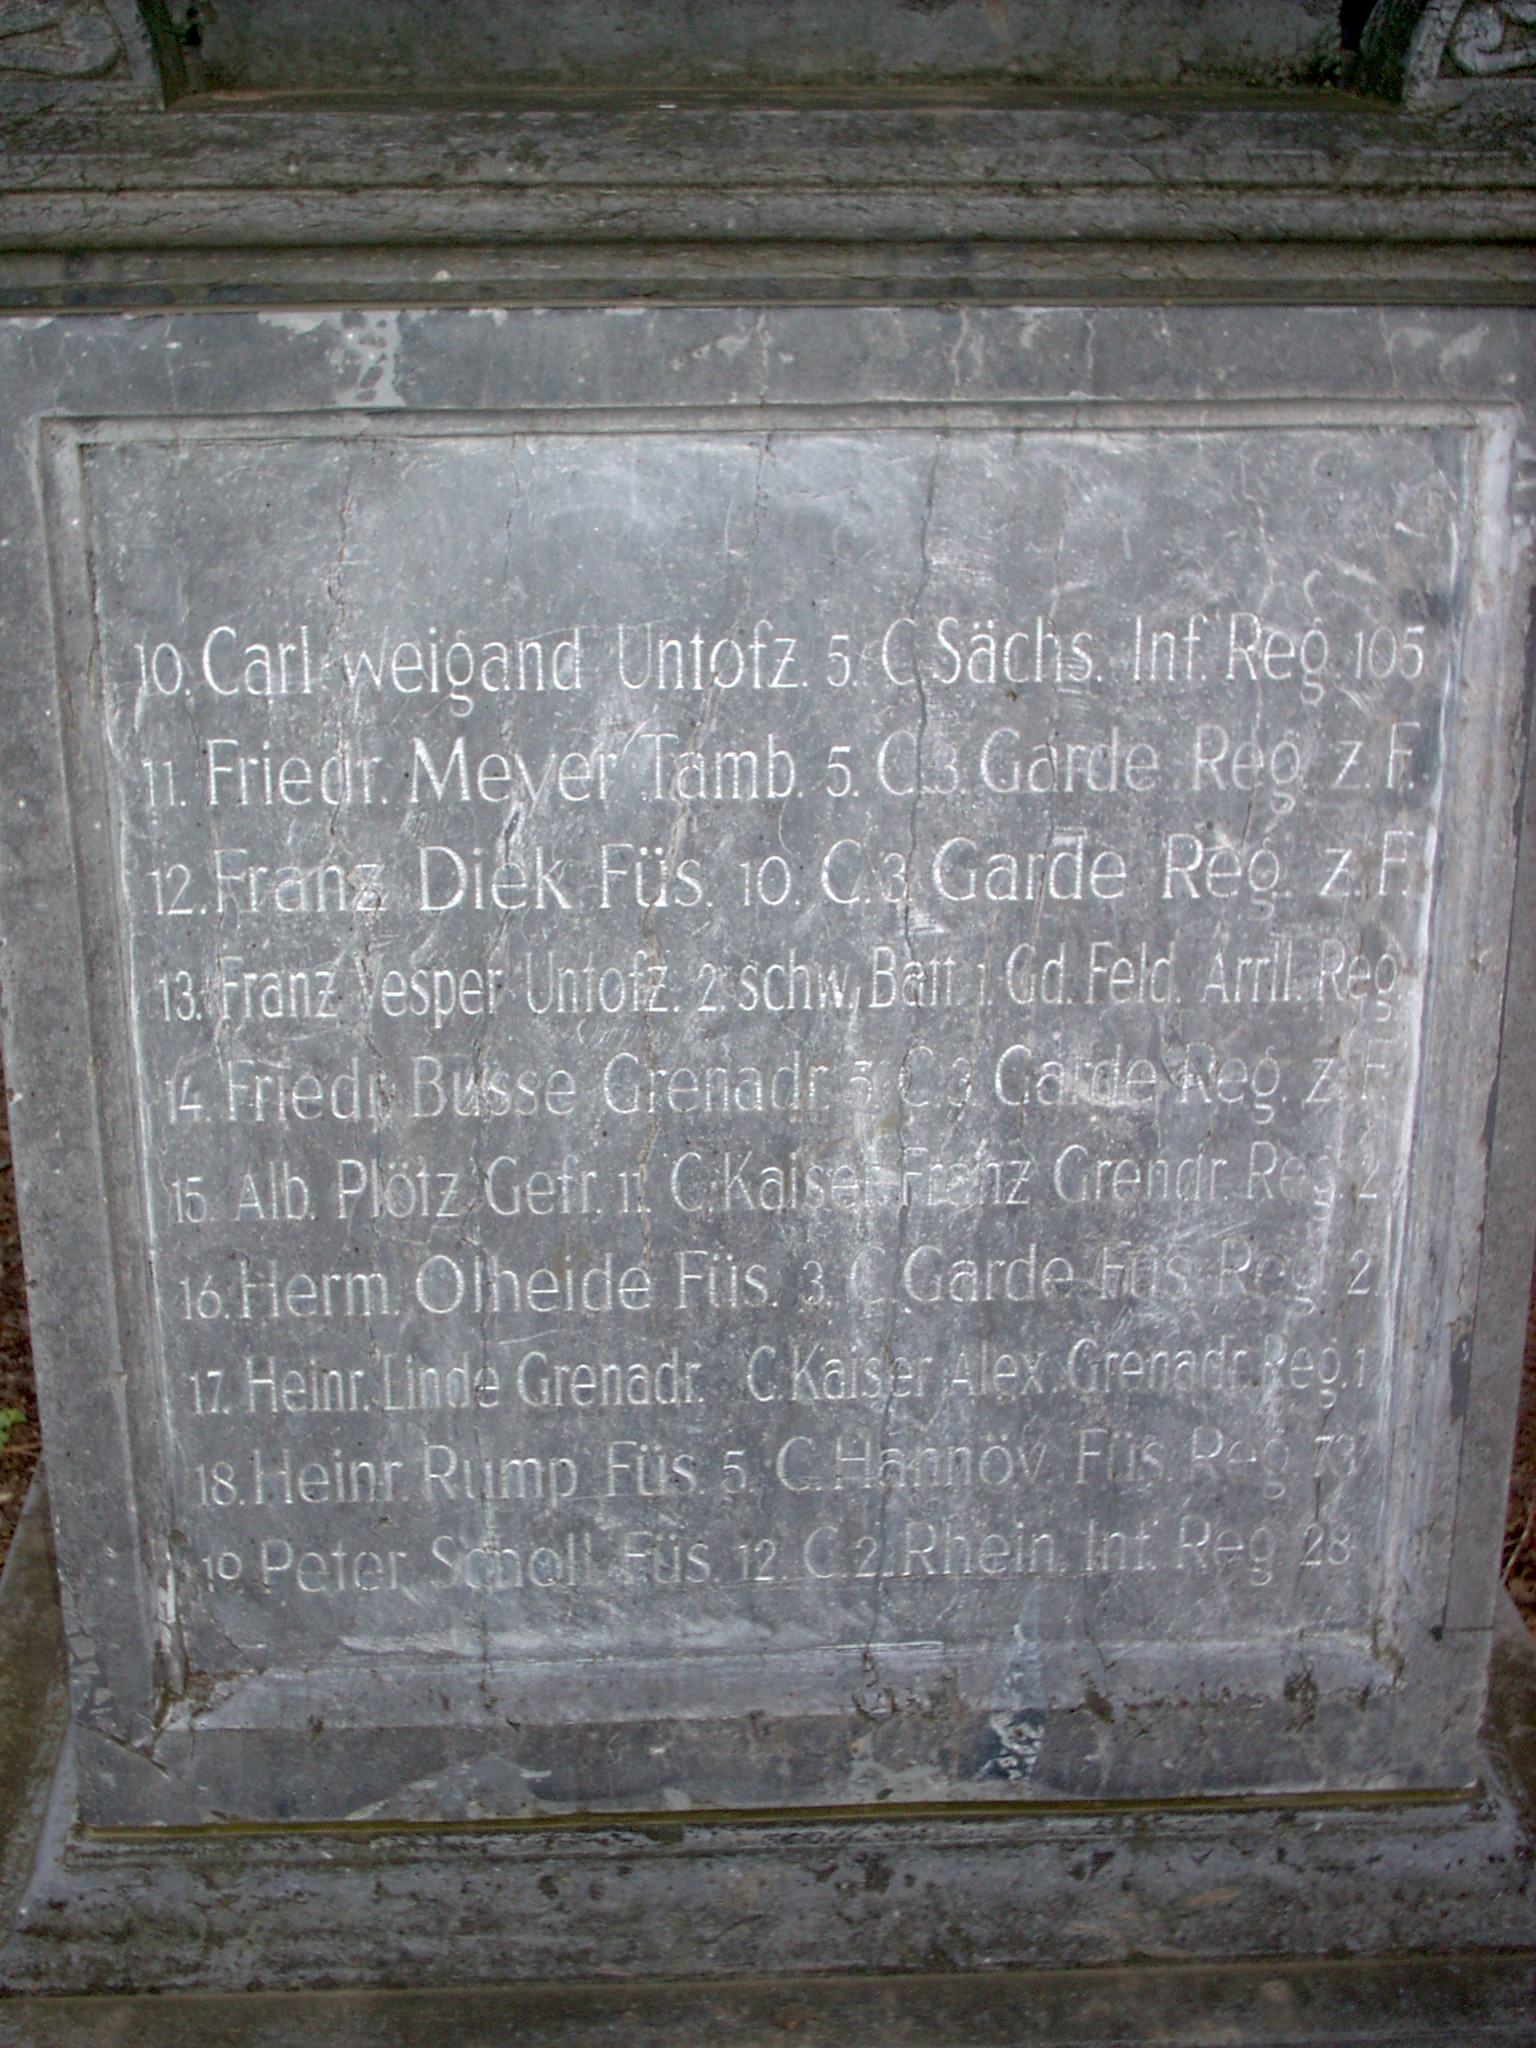 10. Carl weigand Untofz. 5. C Sächs. Inf. Reg. 105
11. Friedr. Meyer Tamb. 5. C. 3. Garde Reg. z. F.
12. Franz Diek Füs. 10. C. 3. Garde Reg. z. F.
13. Franz Vesper Untofz. 2. schw. Batt. 1. Gd. Feld. Artil. Reg.
14. Friedr. Busse Grenadr. C. 3. Garde Reg. z. F.
15. Alb. Plötz Gefr. 11. C. Kaiser Franz Grendr. Reg. 2.
16. Herm. Olheide Füs. 3. C. Garde Füs. Reg. 2.
17. Heinr. Linde Grenadr. C. Kaiser Alex. Grenadr. Reg. 1
18. Heinr. Rump Füs. 5. C. Hannöv. Füs. Reg. 73
19 Peter Scholl Füs. 12. C 2. Rhein. Inf. Reg. 28